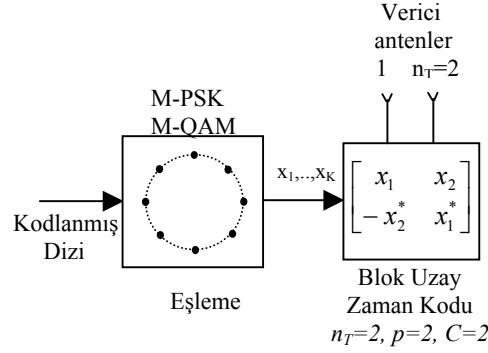 Verici
antenler
1 n_T=2
M-PSK
M-QAM
x_1,..,x_K
Kodlanmış
Dizi
x_1 x_2
-x_2^* x_1^*
Eşleme
Blok Uzay
Zaman Kodu
n_T=2, p=2, C=2